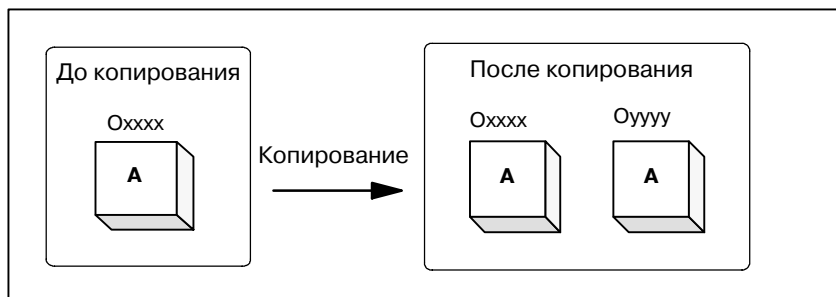 До копирования
Oxxxx
A
Копирование
После копирования
Oxxxx Oyyyy
A A